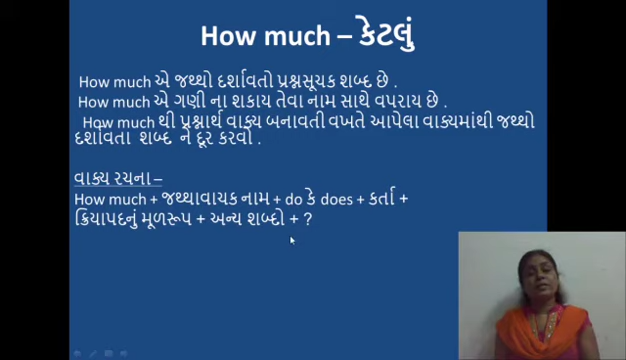 How much – કેટલું
How much એ જથ્થો દર્શાવતો પ્રશ્નસૂચક શબ્દ છે .
How much એ ગણી ના શકાય તેવા નામ સાથે વપરાય છે .
How much થી પ્રશ્નાર્થ વાક્ય બનાવતી વખતે આપેલા વાક્યમાંથી જથ્થો
દર્શાવતા શબ્દ ને દૂર કરવો .
વાક્ય રચના –
How much + જથ્થાવાચક નામ + do કે does + કર્તા +
ક્રિયાપદનું મૂળરૂપ + અન્ય શબ્દો + ?